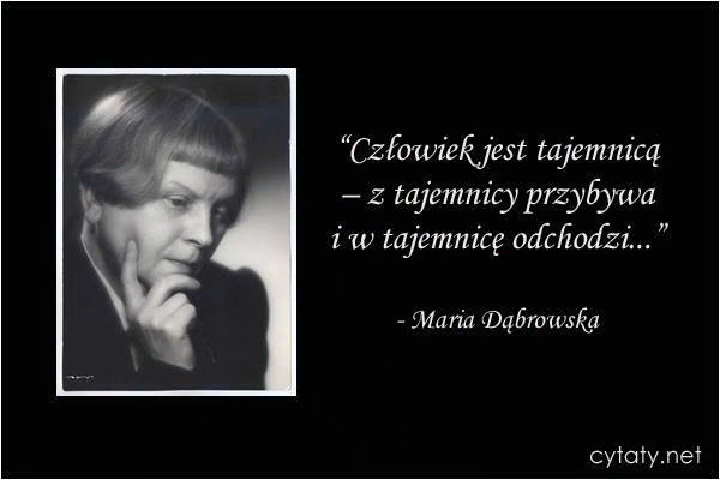 “Człowiek jest tajemnicą
– z tajemnicy przybywa
i w tajemnicę odchodzi...”
- Maria Dąbrowska
cytaty.net